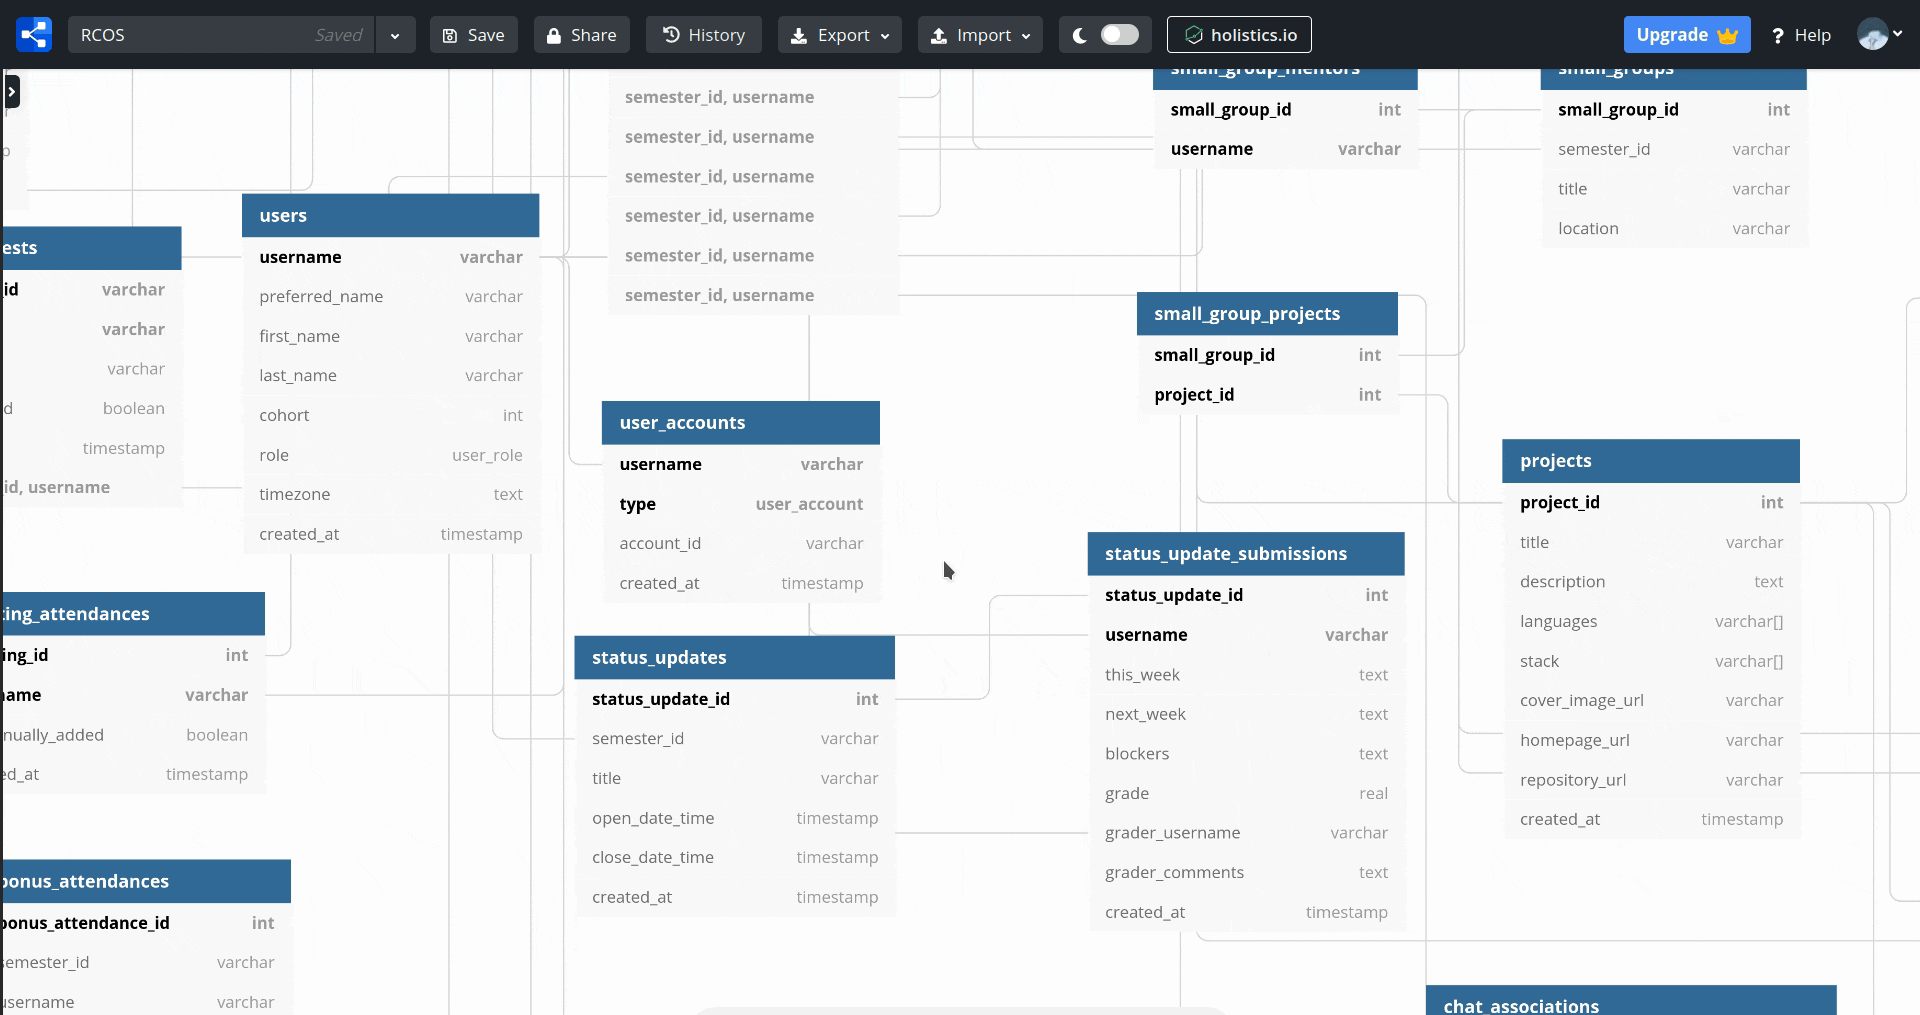 RCOS Saved Save Share History Export Import holistics.io Upgrade Help
semester_id, username
semester_id, username
semester_id, username
semester_id, username
semester_id, username
semester_id, username
small_group_mentors
small_group_id int
username varchar
small_groups
small_group_id int
semester_id varchar
title varchar
location varchar
ests
id varchar
varchar
varchar
d boolean
timestamp
id, username
users
username varchar
preferred_name varchar
first_name varchar
last_name varchar
cohort int
role user_role
timezone text
created_at timestamp
small_group_projects
small_group_id int
project_id int
user_accounts
username varchar
type user_account
account_id varchar
created_at timestamp
projects
project_id int
title varchar
description text
languages varchar[]
stack varchar[]
cover_image_url varchar
homepage_url varchar
repository_url varchar
created_at timestamp
status_update_submissions
status_update_id int
username varchar
this_week text
next_week text
blockers text
grade real
grader_username varchar
grader_comments text
created_at timestamp
ting_attendances
ing_id int
name varchar
nually_added boolean
ed_at timestamp
status_updates
status_update_id int
semester_id varchar
title varchar
open_date_time timestamp
close_date_time timestamp
created_at timestamp
bonus_attendances
bonus_attendance_id int
semester_id varchar
username varchar
chat_associations